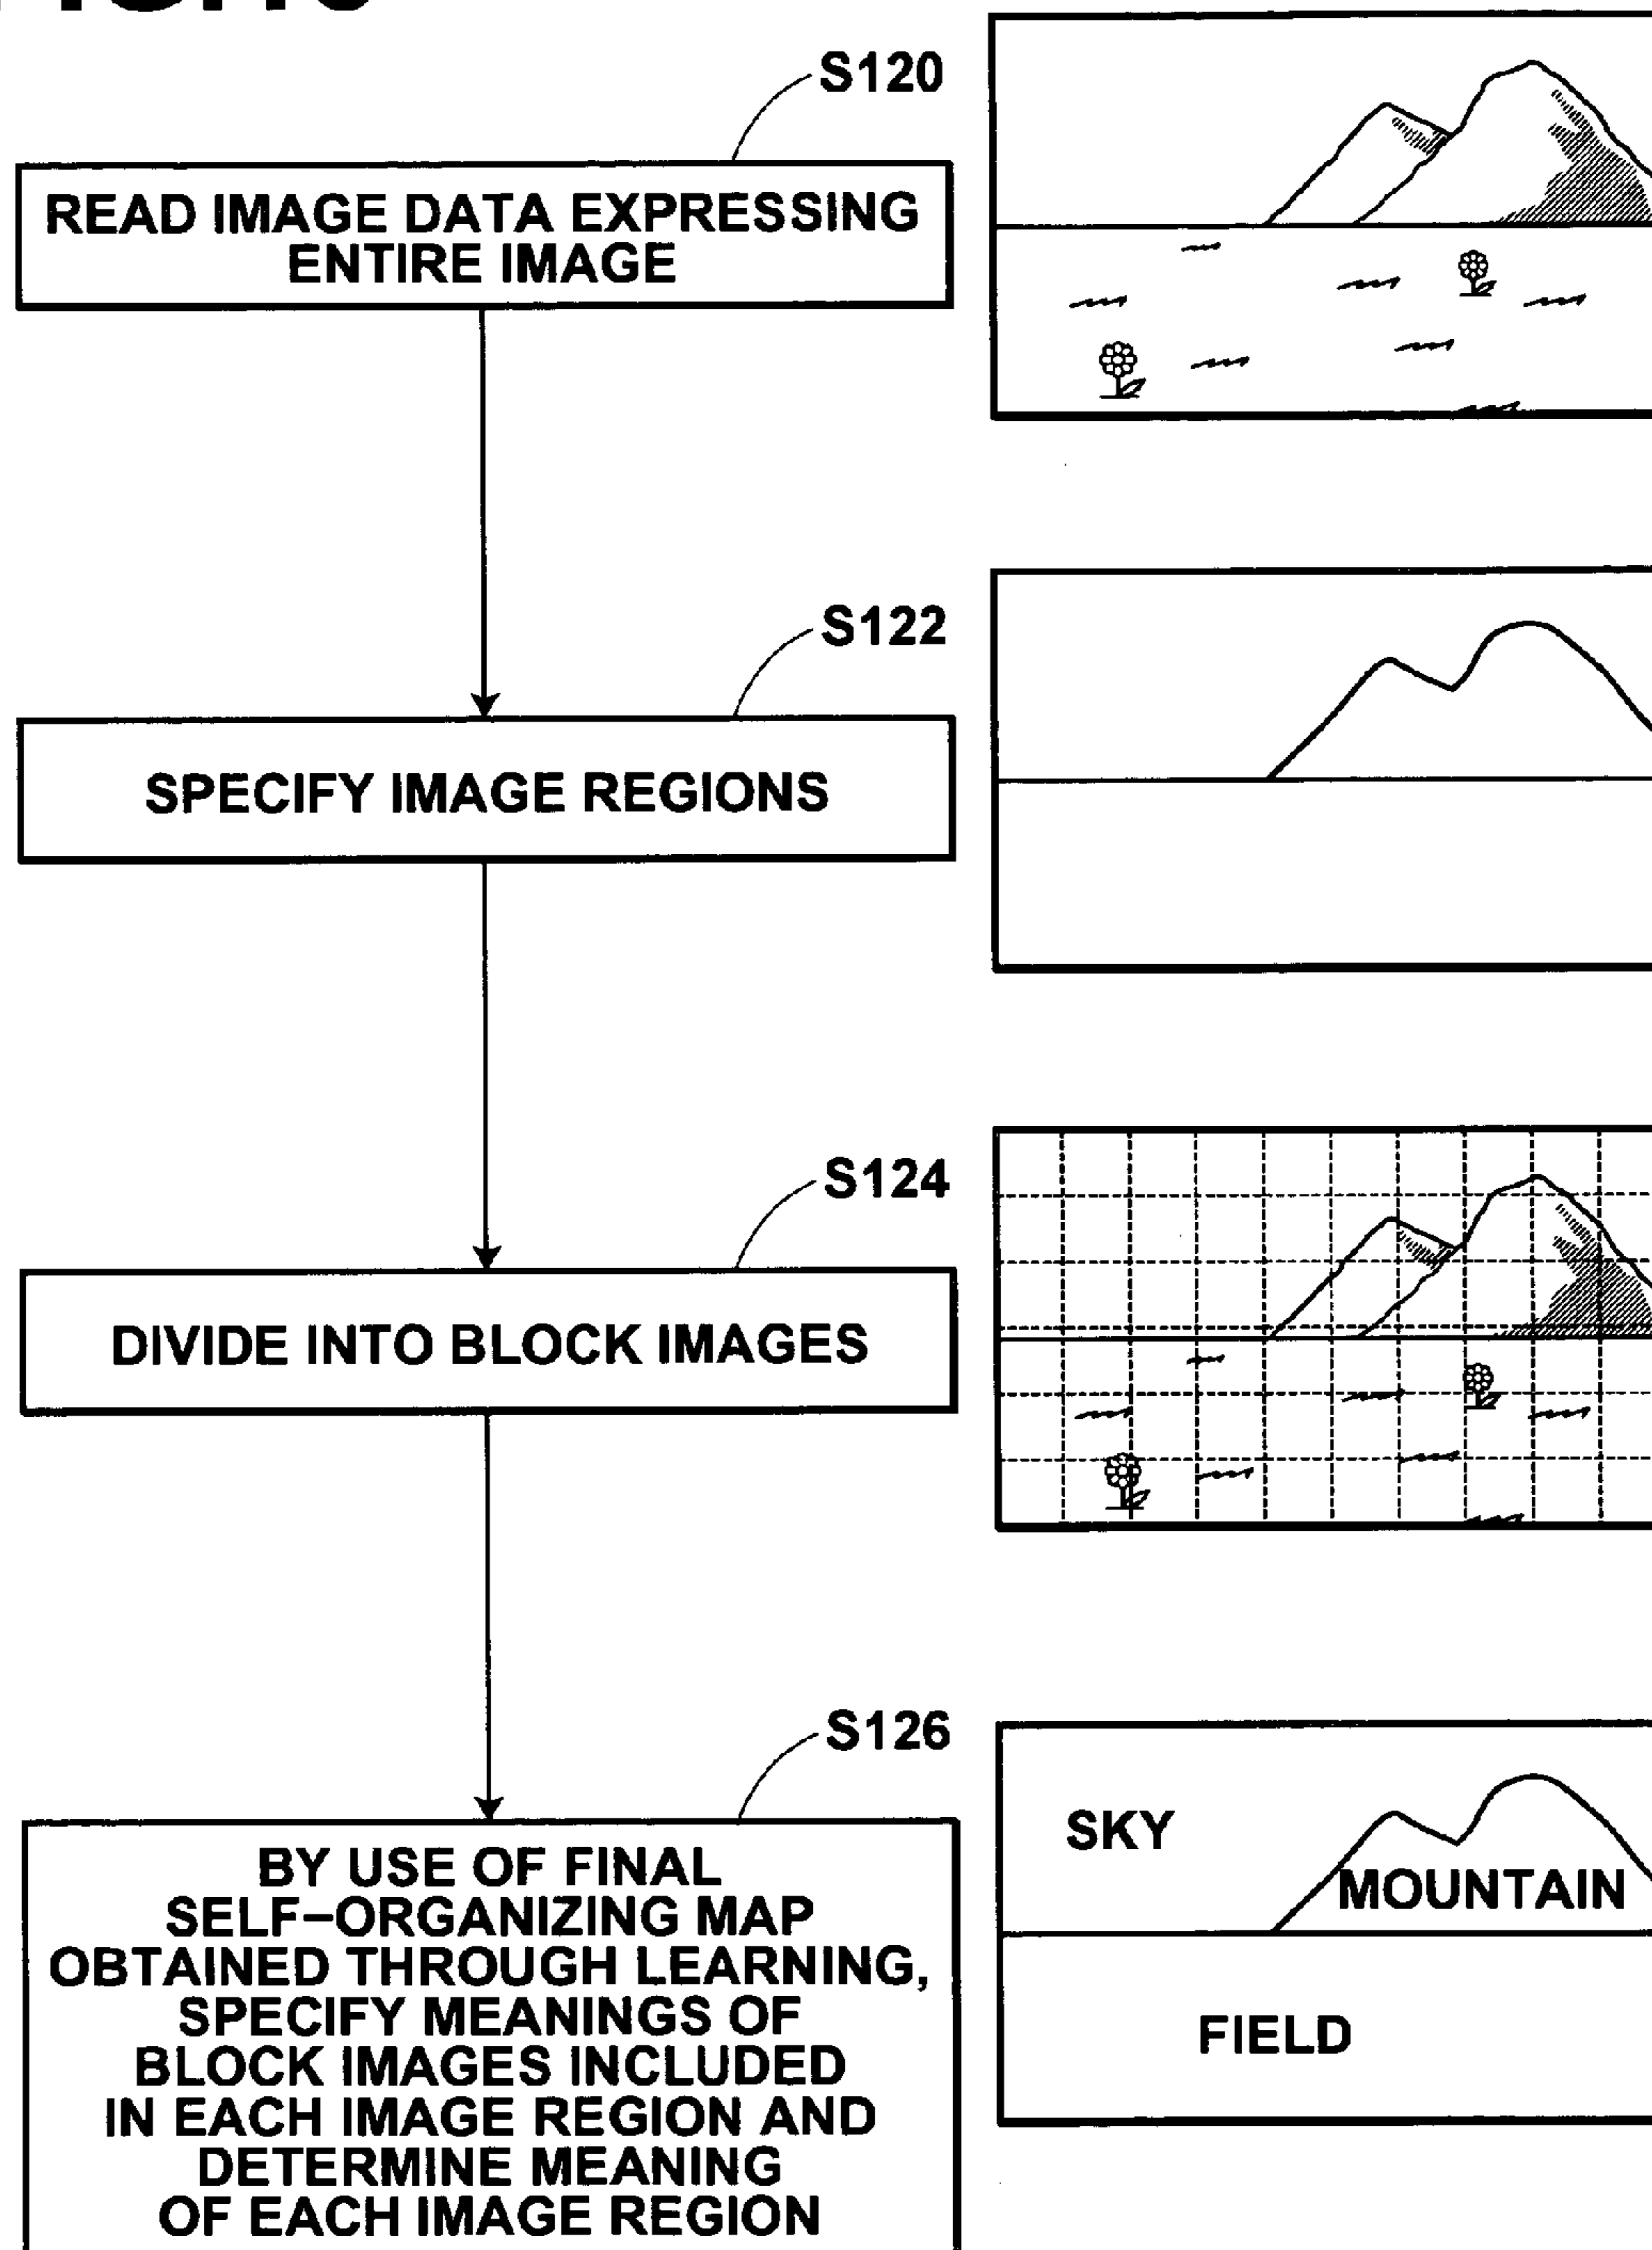 S120
READ IMAGE DATA EXPRESSING
ENTIRE IMAGE
S122
SPECIFY IMAGE REGIONS
S124
DIVIDE INTO BLOCK IMAGES
S126
BY USE OF FINAL
SELF-ORGANIZING MAP
OBTAINED THROUGH LEARNING,
SPECIFY MEANINGS OF
BLOCK IMAGES INCLUDED
IN EACH IMAGE REGION AND
DETERMINE MEANING
OF EACH IMAGE REGION
SKY
MOUNTAIN
FIELD